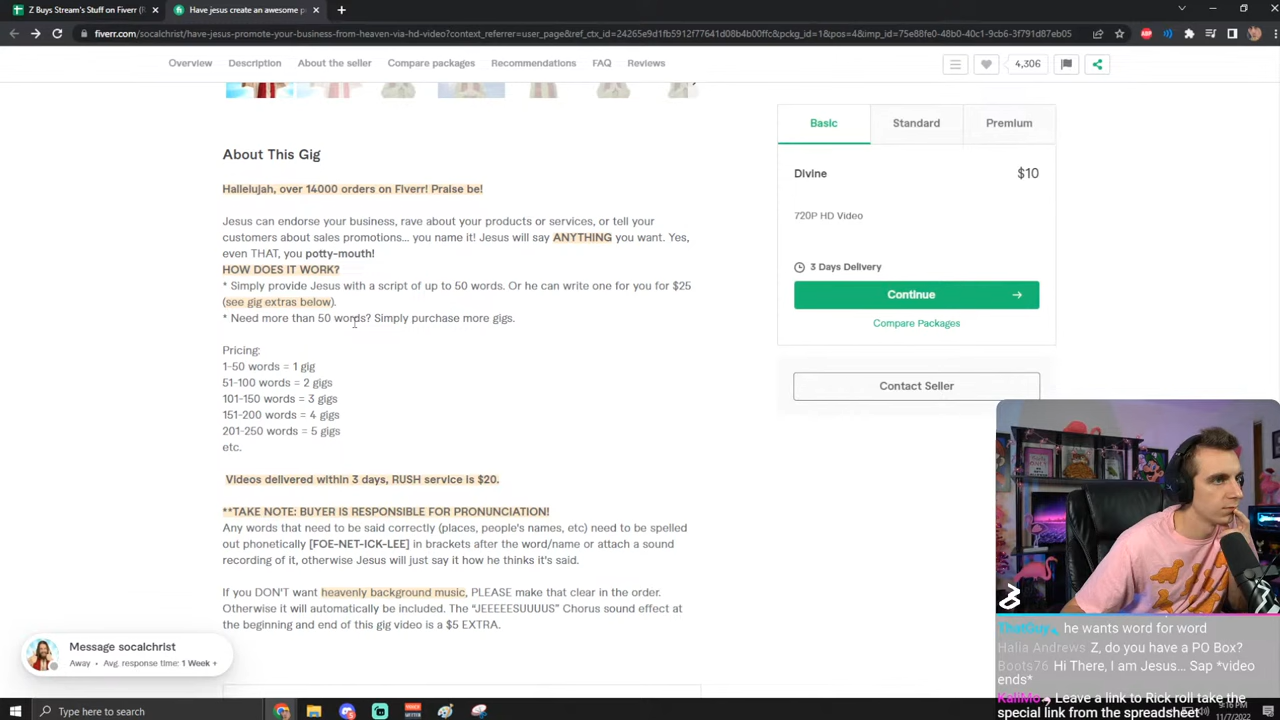 Z Buys Stream's Stuff on Fiverr (R
Have jesus create an awesome p
fiverr.com/socalchrist/have-jesus-promote-your-business-from-heaven-via-hd-video?context_referrer=user_page&ref_ctx_id=24265e9d1fb5912f77641fb20b00ffc&pckg_id=1&pos=4&imp_id=75e88fe0-48b0-40c1-9cb6-3f791d87e065
Overview Description About the seller Compare packages Recommendations FAQ Reviews 4,306
About This Gig
Hallelujah, over 14000 orders on Fiverr! Praise be!
Jesus can endorse your business, rave about your products or services, or tell your
customers about sales promotions... you name it! Jesus will say ANYTHING you want. Yes,
even THAT, you potty-mouth!
HOW DOES IT WORK?
* Simply provide Jesus with a script of up to 50 words. Or he can write one for you for $25
(see gig extras below).
* Need more than 50 words? Simply purchase more gigs.
Pricing:
1-50 words = 1 gig
51-100 words = 2 gigs
101-150 words = 3 gigs
151-200 words = 4 gigs
201-250 words = 5 gigs
etc.
Videos delivered within 3 days, RUSH service is $20.
**TAKE NOTE: BUYER IS RESPONSIBLE FOR PRONUNCIATION!
Any words that need to be said correctly (places, people's names, etc) need to be spelled
out phonetically [FOE-NET-ICK-LEE] in brackets after the word/name or attach a sound
recording of it, otherwise Jesus will just say it how he thinks it's said.
If you DON'T want heavenly background music, PLEASE make that clear in the order.
Otherwise it will automatically be included. The "JEEEEESUUUUS" Chorus sound effect at
the beginning and end of this gig video is a $5 EXTRA.
Basic Standard Premium
Divine $10
720P HD Video
3 Days Delivery
Continue
Compare Packages
Contact Seller
Message socalchrist
Away • Avg. response time: 1 Week +
ThatGuy he wants word for word
Halia Andrews Z, do you have a PO Box?
Boots76 Hi There, I am Jesus... Sap *video
ends*
KaliMo Leave a link to Rick roll take the
special link from the spreadsheet
Type here to search
9:16 PM
11/7/2022